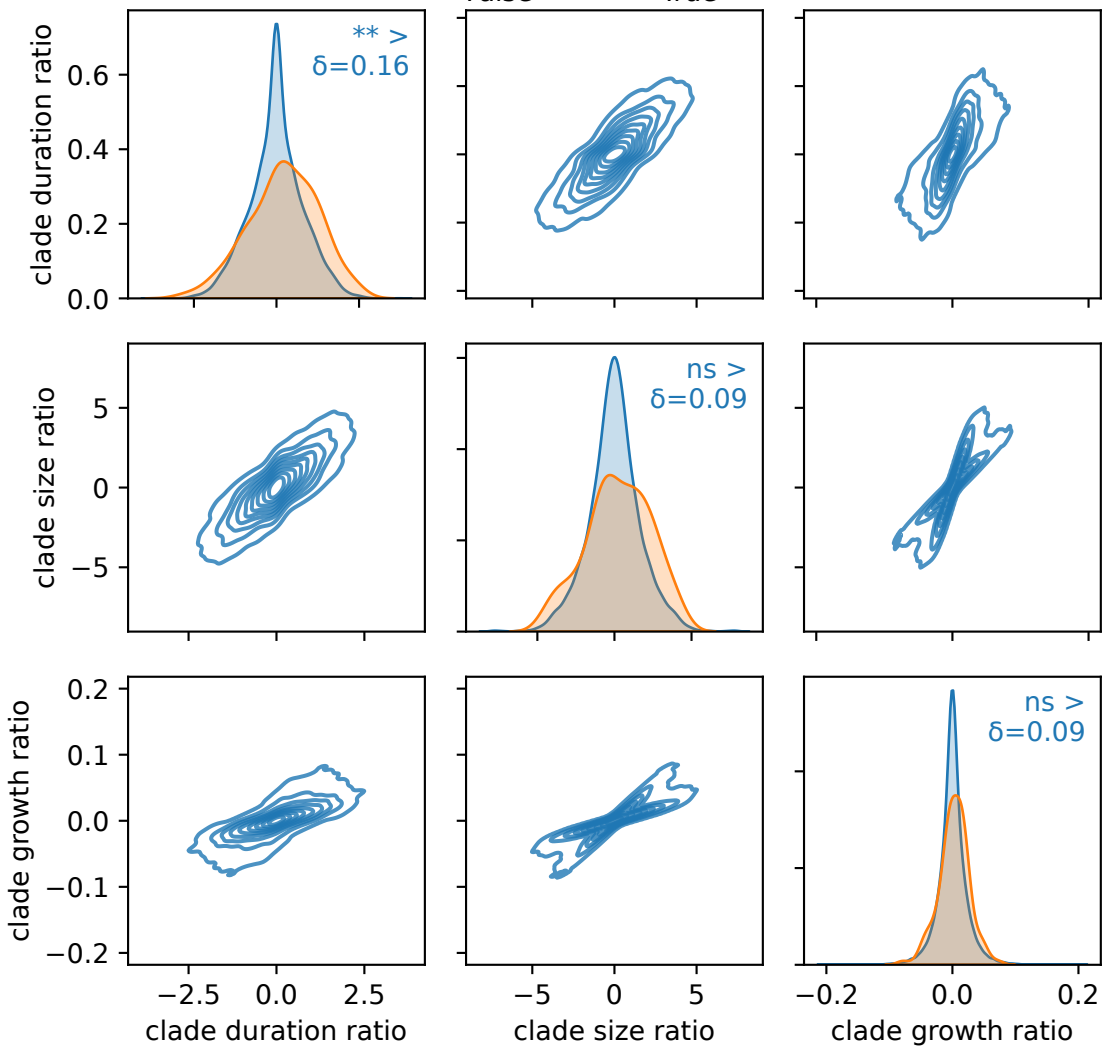 clade duration ratio
0.6
0.4
0.2
0.0
** >
δ=0.16
clade size ratio
5
0
−5
ns >
δ=0.09
clade growth ratio
0.2
0.1
0.0
−0.1
−0.2
ns >
δ=0.09
−2.5 0.0 2.5
−5 0 5
−0.2 0.0 0.2
clade duration ratio
clade size ratio
clade growth ratio